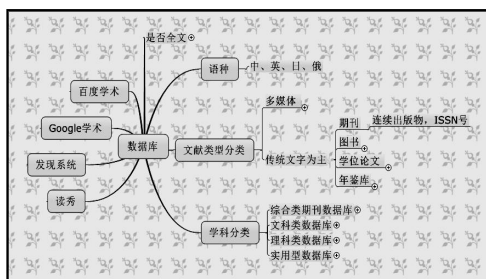 是否全文
语种
中、英、日、俄
百度学术
Google学术
发现系统
读秀
数据库
文献类型分类
多媒体
传统文字为主
期刊
连续出版物，ISSN号
图书
学位论文
年鉴库
学科分类
综合类期刊数据库
文科类数据库
理科类数据库
实用型数据库